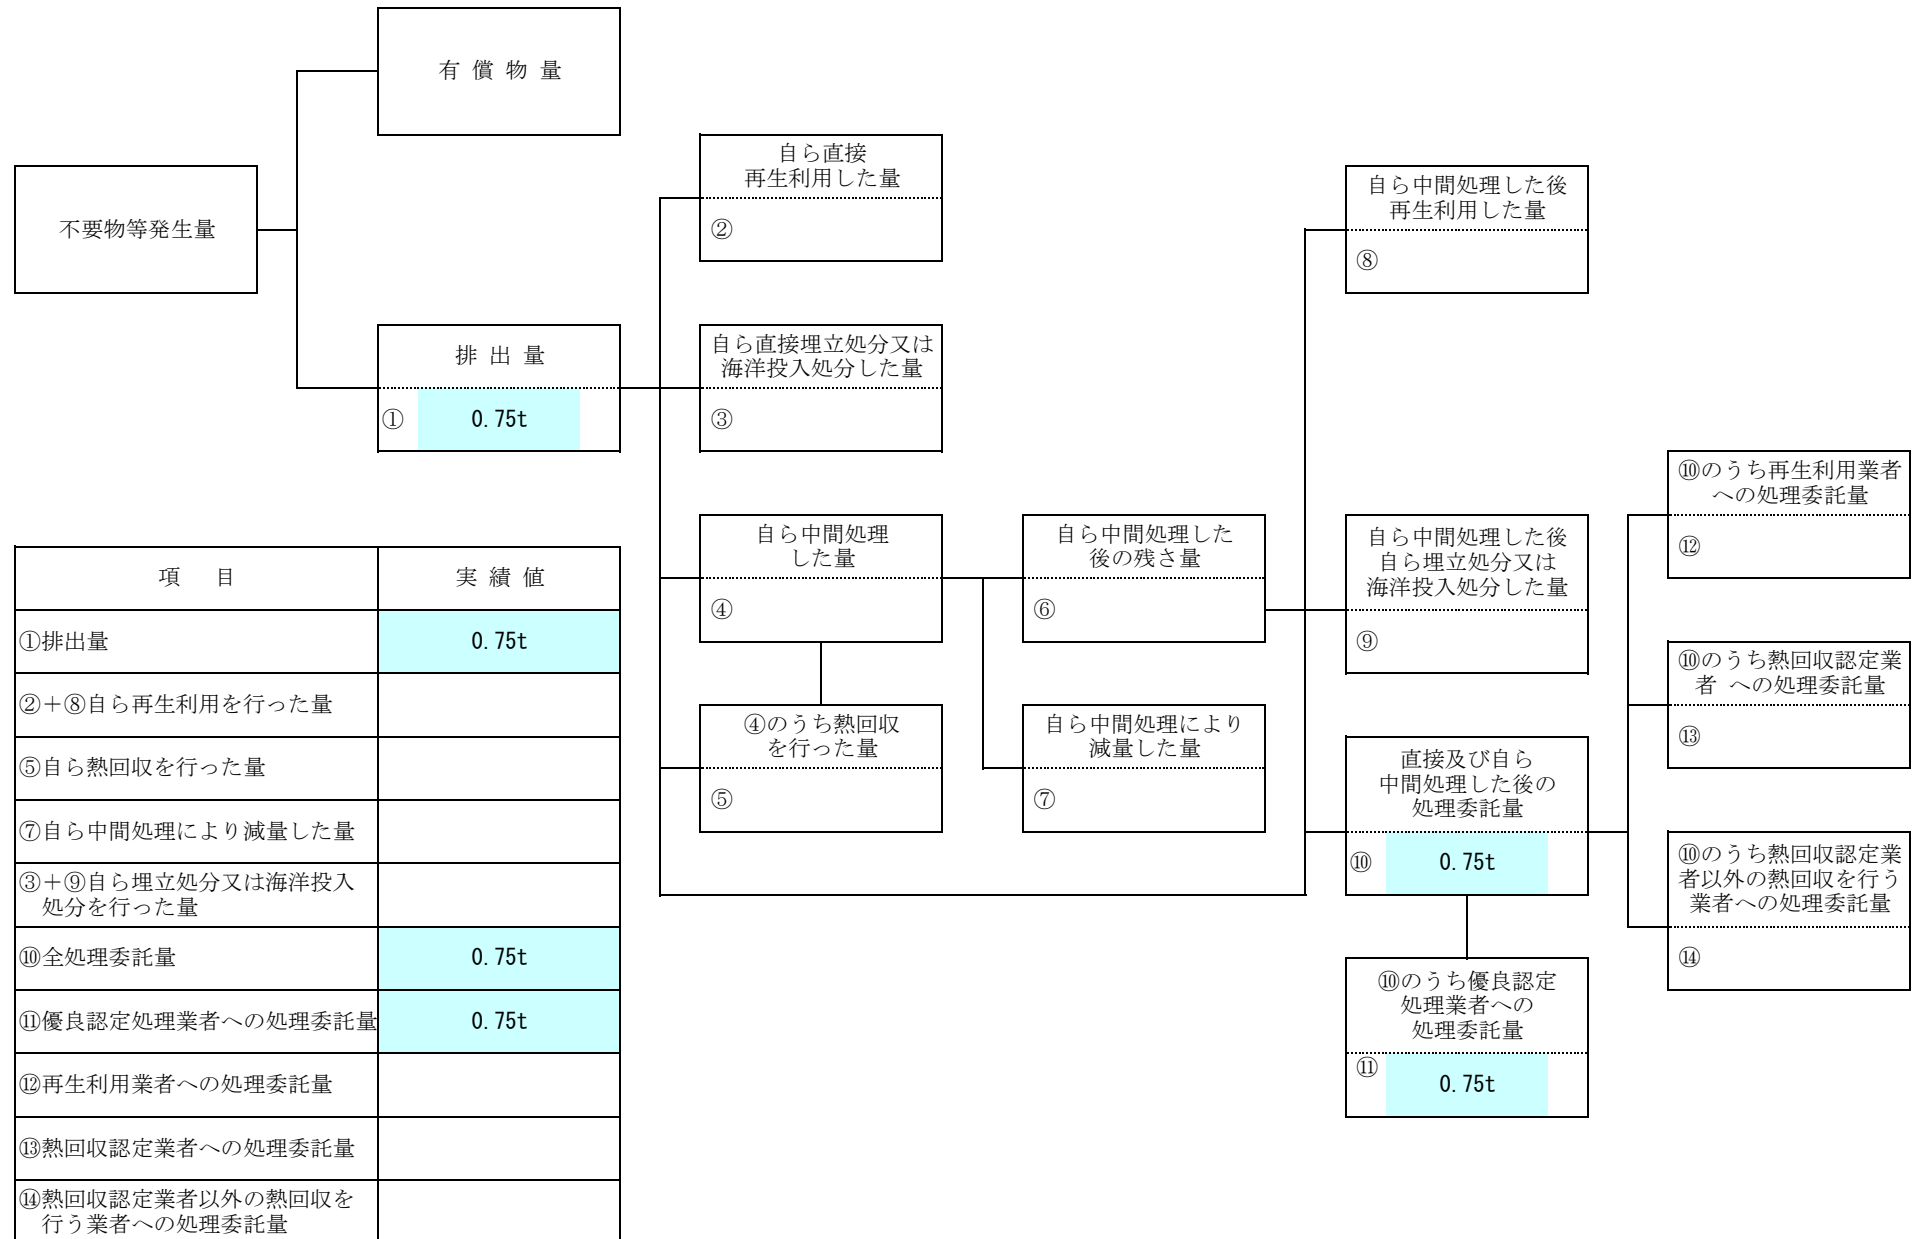 有 償 物 量
不要物等発生量
排 出 量
① 0.75t
自ら直接
再生利用した量
②
自ら直接埋立処分又は
海洋投入処分した量
③
自ら中間処理
した量
④
④のうち熱回収
を行った量
⑤
自ら中間処理した
後の残さ量
⑥
自ら中間処理により
減量した量
⑦
自ら中間処理した後
再生利用した量
⑧
自ら中間処理した後
自ら埋立処分又は
海洋投入処分した量
⑨
直接及び自ら
中間処理した後の
処理委託量
⑩ 0.75t
⑩のうち優良認定
処理業者への
処理委託量
⑪ 0.75t
⑩のうち再生利用業者
への処理委託量
⑫
⑩のうち熱回収認定業
者 への処理委託量
⑬
⑩のうち熱回収認定業
者以外の熱回収を行う
業者への処理委託量
⑭
項 目 実 績 値
①排出量 0.75t
②＋⑧自ら再生利用を行った量
⑤自ら熱回収を行った量
⑦自ら中間処理により減量した量
③＋⑨自ら埋立処分又は海洋投入
処分を行った量
⑩全処理委託量 0.75t
⑪優良認定処理業者への処理委託量 0.75t
⑫再生利用業者への処理委託量
⑬熱回収認定業者への処理委託量
⑭熱回収認定業者以外の熱回収を
行う業者への処理委託量